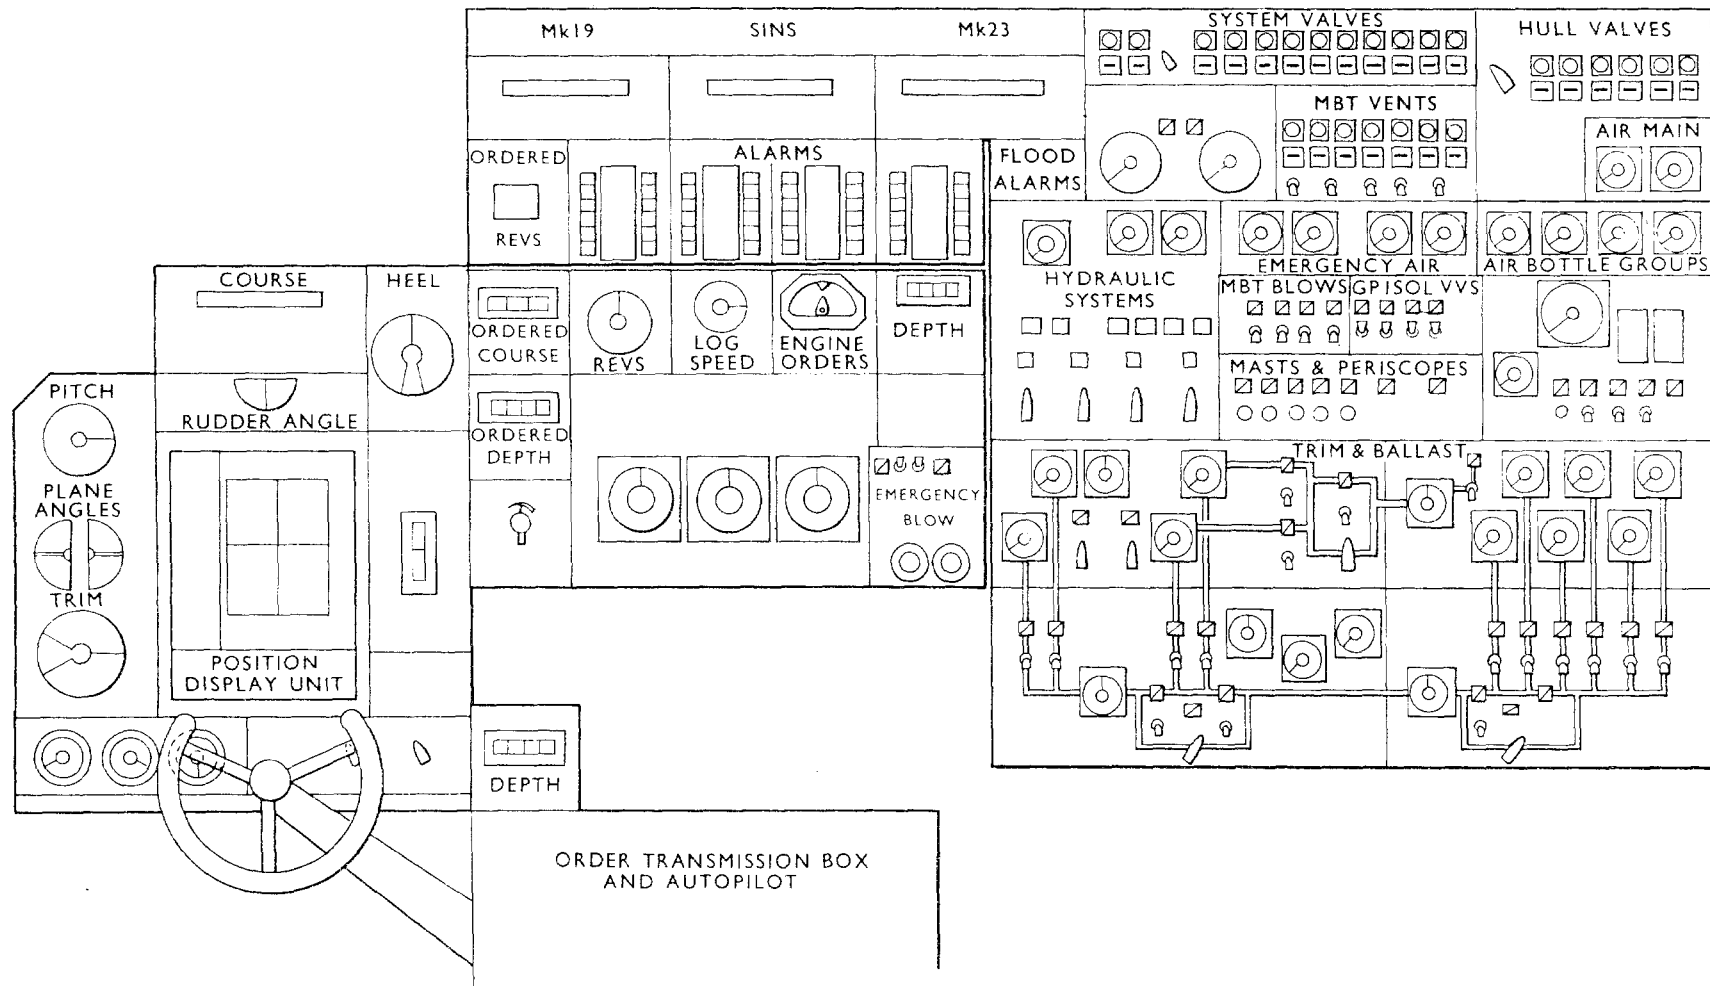 Mk19
SINS
Mk23
SYSTEM VALVES
HULL VALVES
MBT VENTS
AIR MAIN
ORDERED
REVS
ALARMS
FLOOD
ALARMS
HYDRAULIC
SYSTEMS
EMERGENCY AIR
AIR BOTTLE GROUPS
MBT BLOWS
GPISOL VVS
MASTS & PERISCOPES
COURSE
HEEL
ORDERED
COURSE
REVS
LOG
SPEED
ENGINE
ORDERS
DEPTH
PITCH
RUDDER ANGLE
ORDERED
DEPTH
TRIM & BALLAST
PLANE
ANGLES
EMERGENCY
BLOW
TRIM
POSITION
DISPLAY UNIT
DEPTH
ORDER TRANSMISSION BOX
AND AUTOPILOT